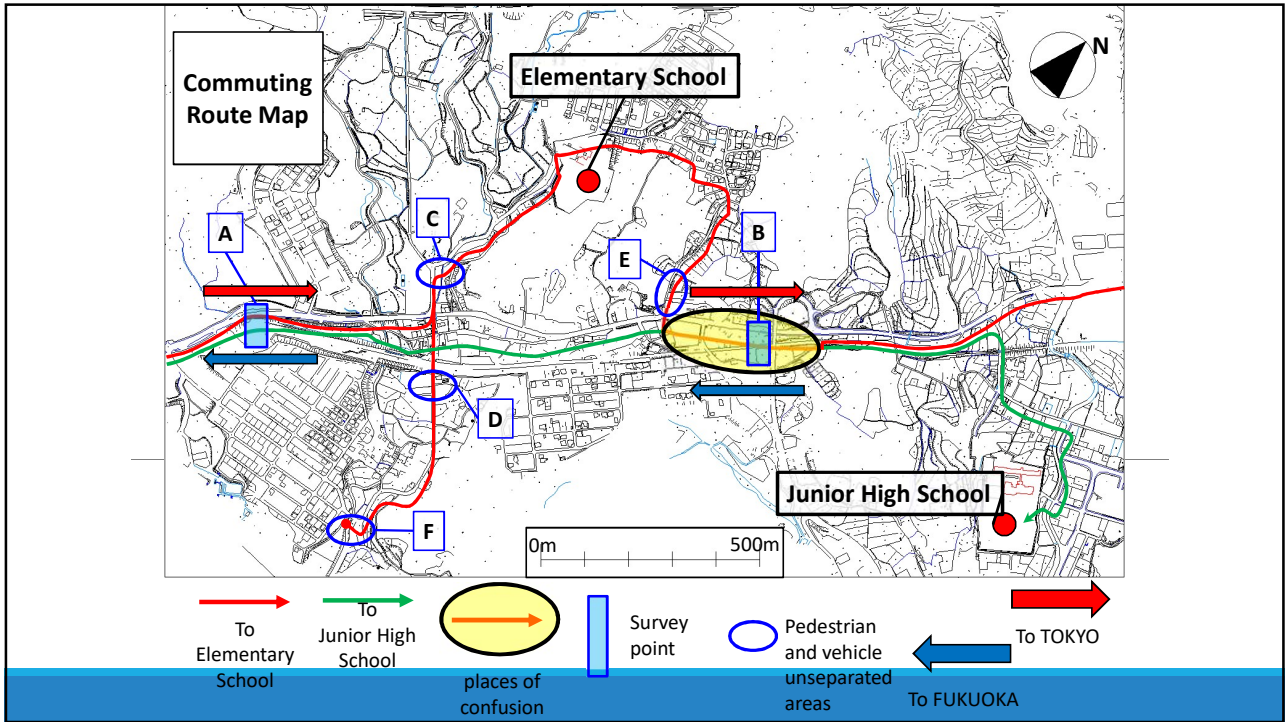 Commuting
Route Map
Elementary School
N
A
C
E
B
D
F
Junior High School
0m
500m
To
Elementary
School
To
Junior High
School
places of
confusion
Survey
point
Pedestrian
and vehicle
unseparated
areas
To TOKYO
To FUKUOKA